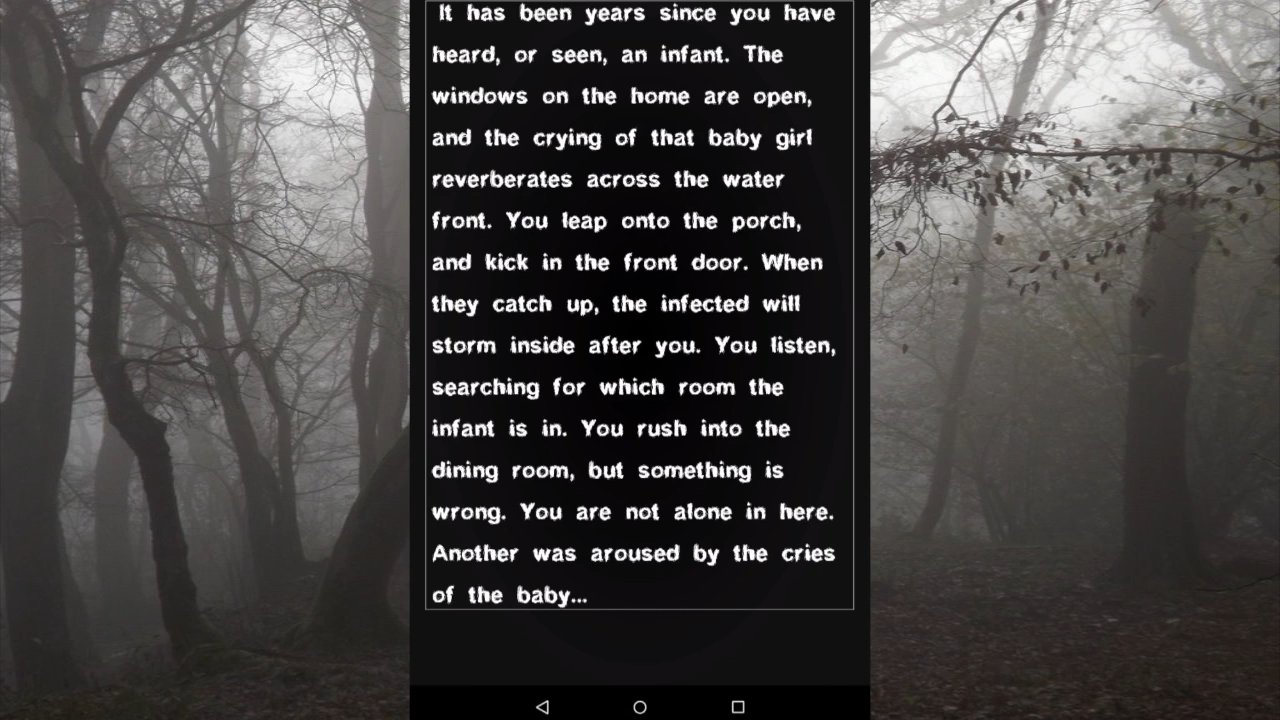 It has been years since you have
heard, or seen, an infant. The
windows on the home are open,
and the crying of that baby girl
reverberates across the water
front. You leap onto the porch,
and kick in the front door. When
they catch up, the infected will
storm inside after you. You listen,
searching for which room the
infant is in. You rush into the
dining room, but something is
wrong. You are not alone in here.
Another was aroused by the cries
of the baby...